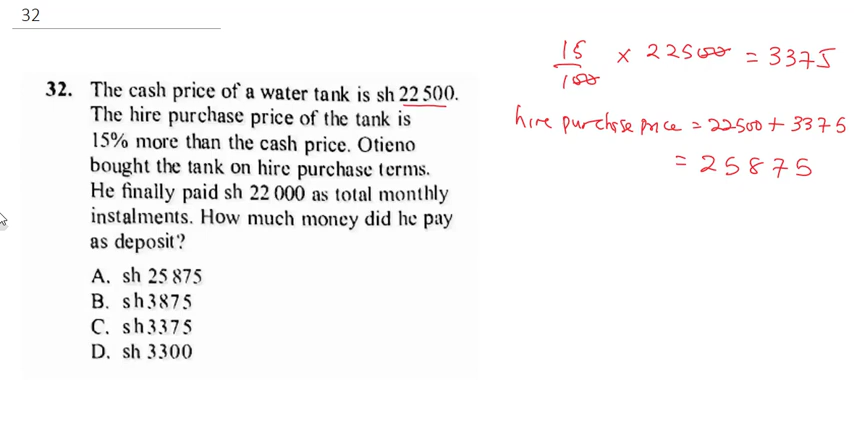 32
32. The cash price of a water tank is sh 22 500.
The hire purchase price of the tank is
15% more than the cash price. Otieno
bought the tank on hire purchase terms.
He finally paid sh 22 000 as total monthly
instalments. How much money did he pay
as deposit?
A. sh 25 875
B. sh3875
C. sh3375
D. sh 3300
15/100 × 22500 = 3375
hire purchase price = 22500 + 3375
= 25875